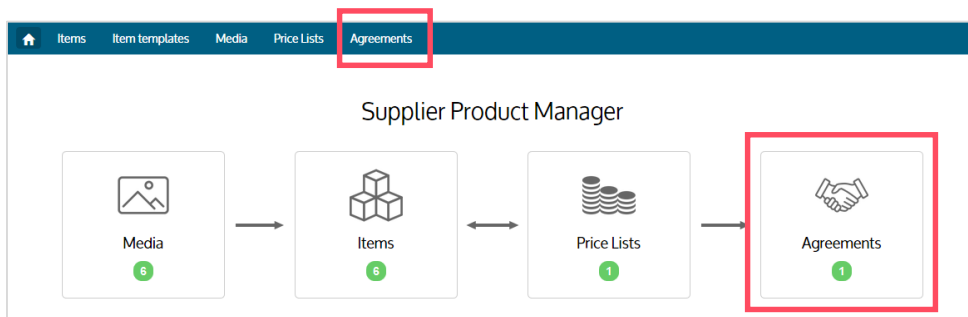 Items Item templates Media Price Lists Agreements
Supplier Product Manager
Media Items Price Lists Agreements
6 6 1 1